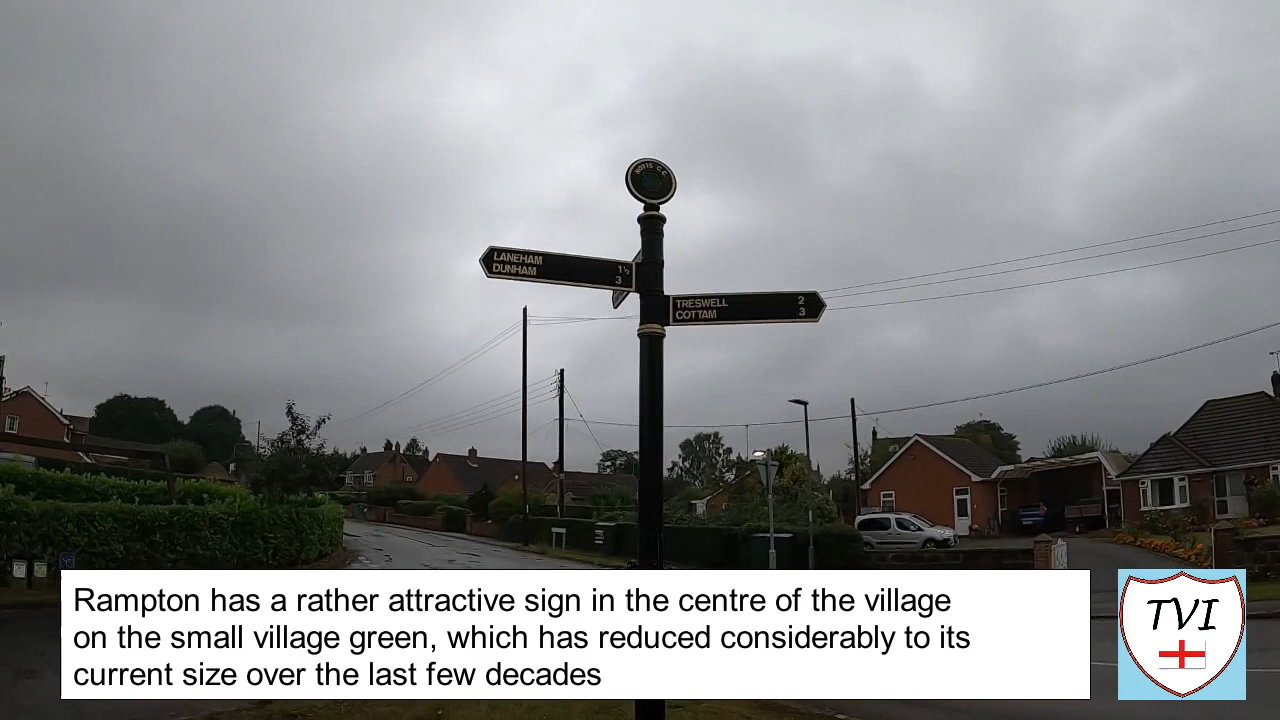 NOTTS C.C.
LANEHAM 1½
DUNHAM 3
TRESWELL 2
COTTAM 3
Rampton has a rather attractive sign in the centre of the village
on the small village green, which has reduced considerably to its
current size over the last few decades
TVI